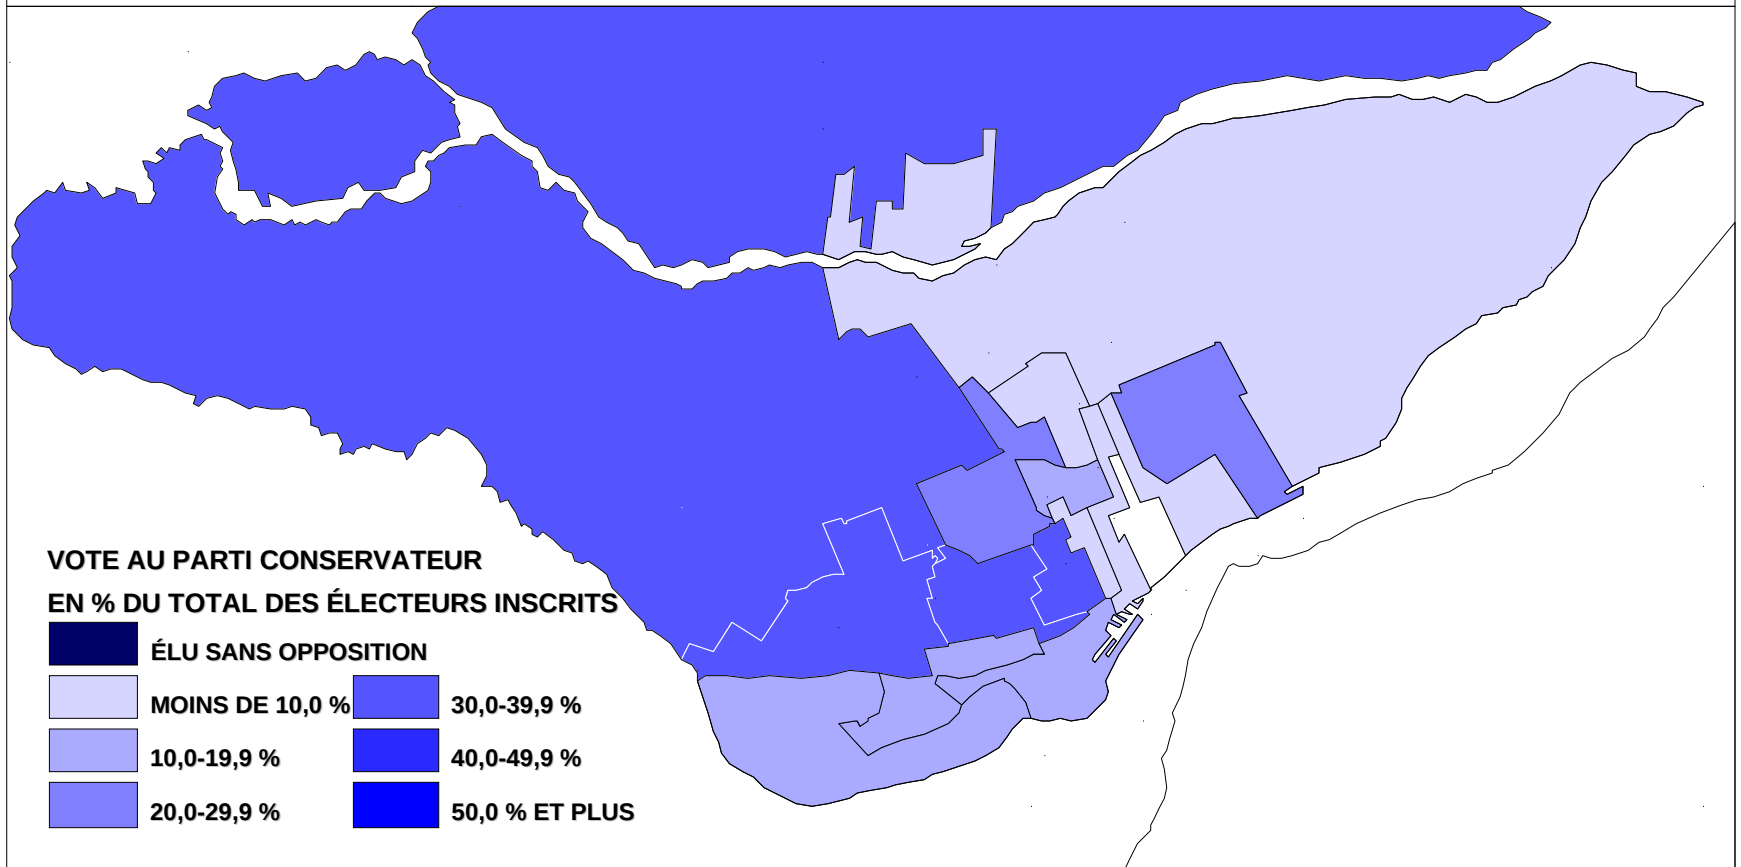 VOTE AU PARTI CONSERVATEUR
EN % DU TOTAL DES ÉLECTEURS INSCRITS
ÉLU SANS OPPOSITION
MOINS DE 10,0 %
10,0-19,9 %
20,0-29,9 %
30,0-39,9 %
40,0-49,9 %
50,0 % ET PLUS